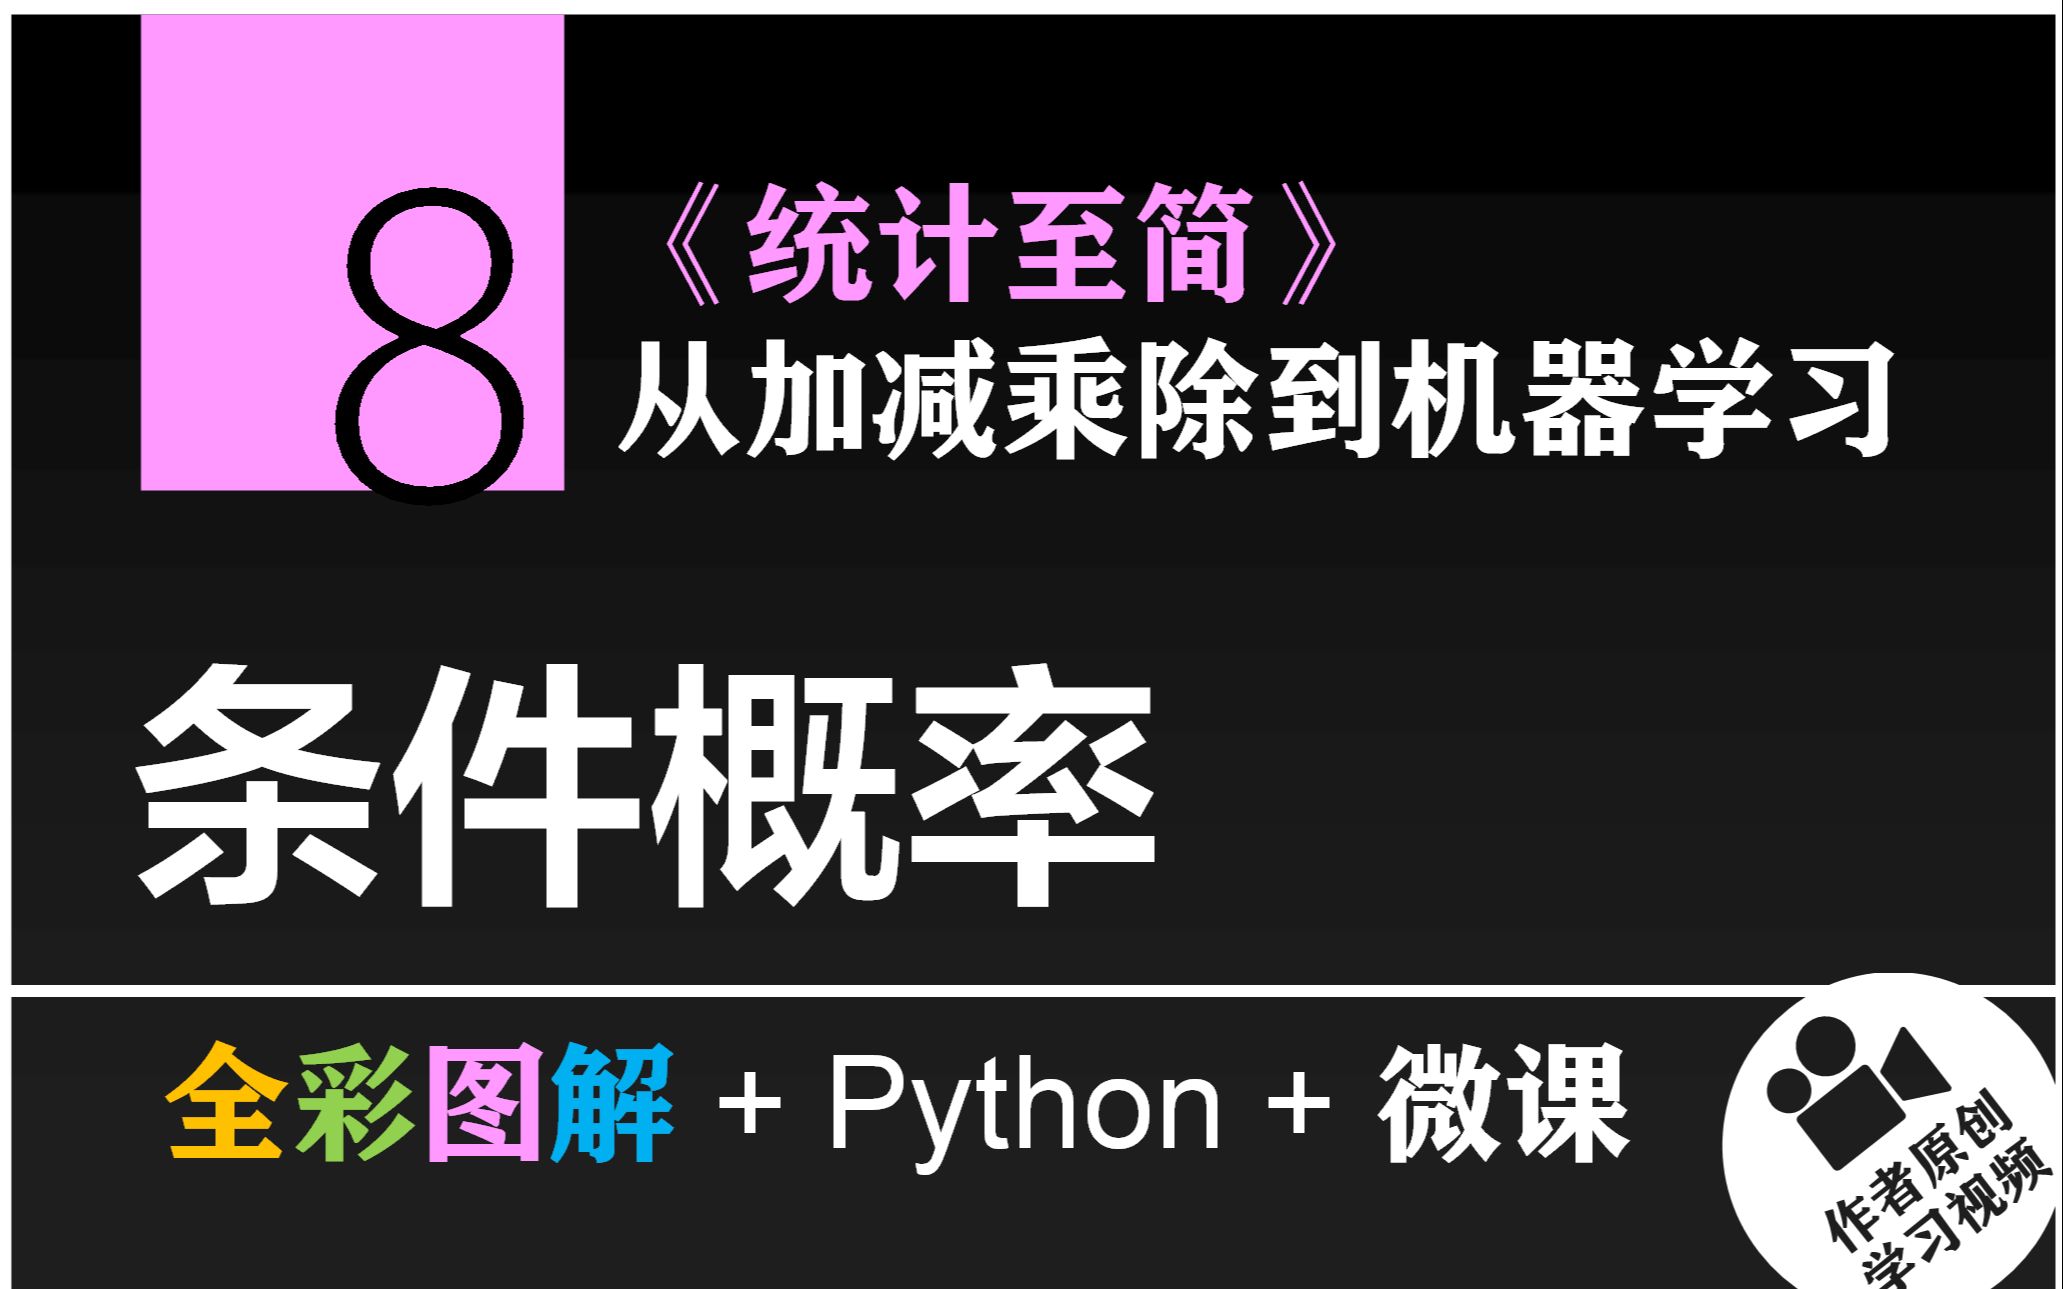 8
《统计至简》
从加减乘除到机器学习
条件概率
全彩图解 + Python + 微课
作者原创
学习视频